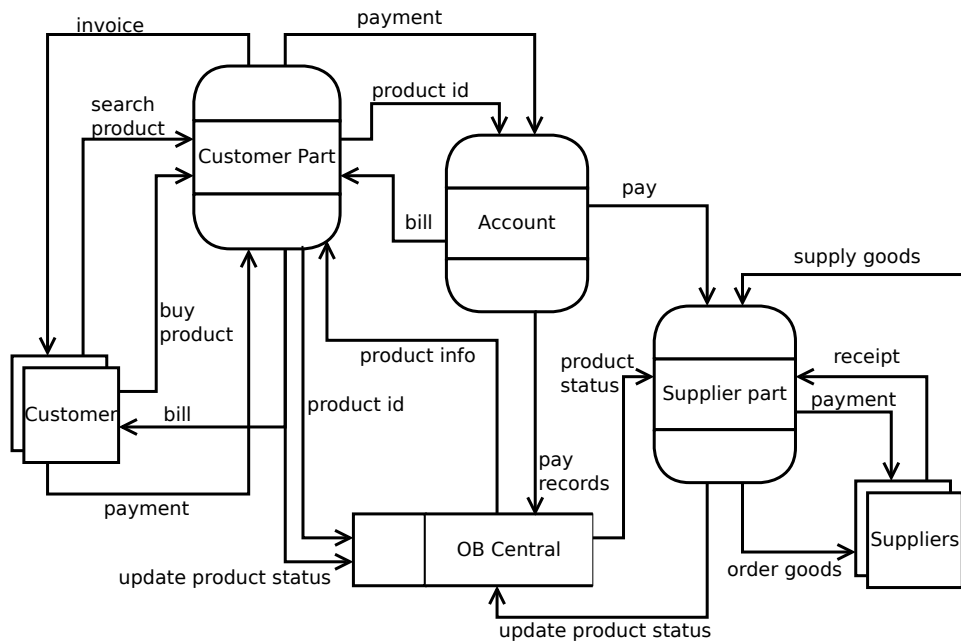 payment
invoice
product id
search
product
Customer Part
pay
bill
Account
supply goods
buy
product
product info
product
status
receipt
Supplier part
payment
Customer
bill
product id
pay
records
payment
OB Central
Suppliers
order goods
update product status
update product status